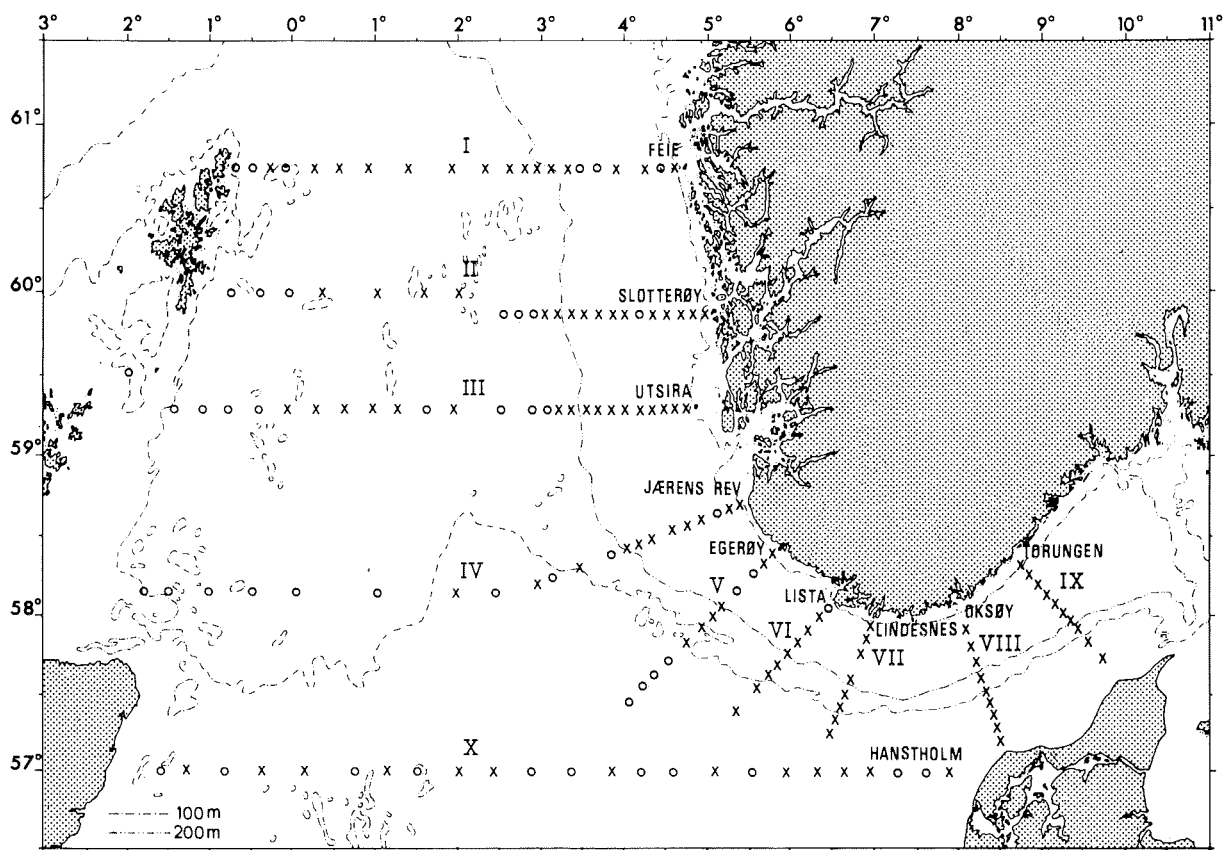 3° 2° 1° 0° 1° 2° 3° 4° 5° 6° 7° 8° 9° 10° 11°
61°
I
FEIE
II
60°
SLOTTERØY
III
UTSIRA
59°
JÆRENS REV
EGERØY
IV
V
LISTA
TORUNGEN
IX
58°
OKSØY
VI
LINDESNES
VII
VIII
X
HANSTHOLM
57°
100m
200m